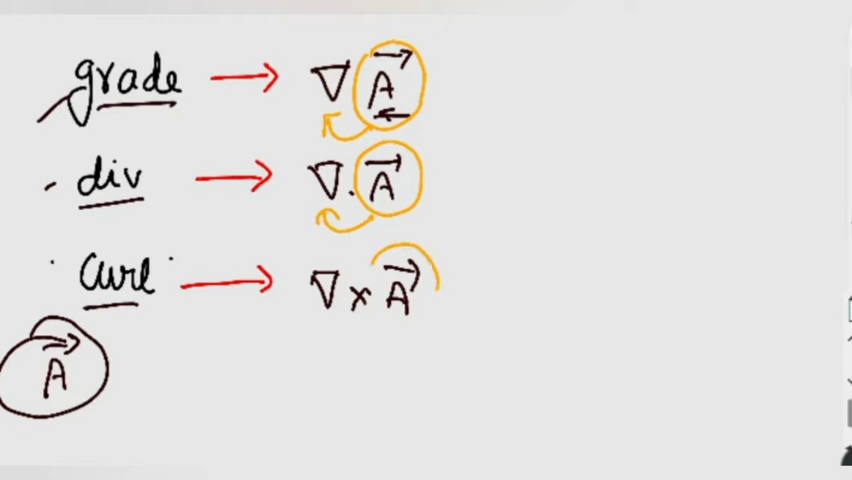 grade → ∇ A⃗
div → ∇. A⃗
Curl → ∇ × A⃗
A⃗